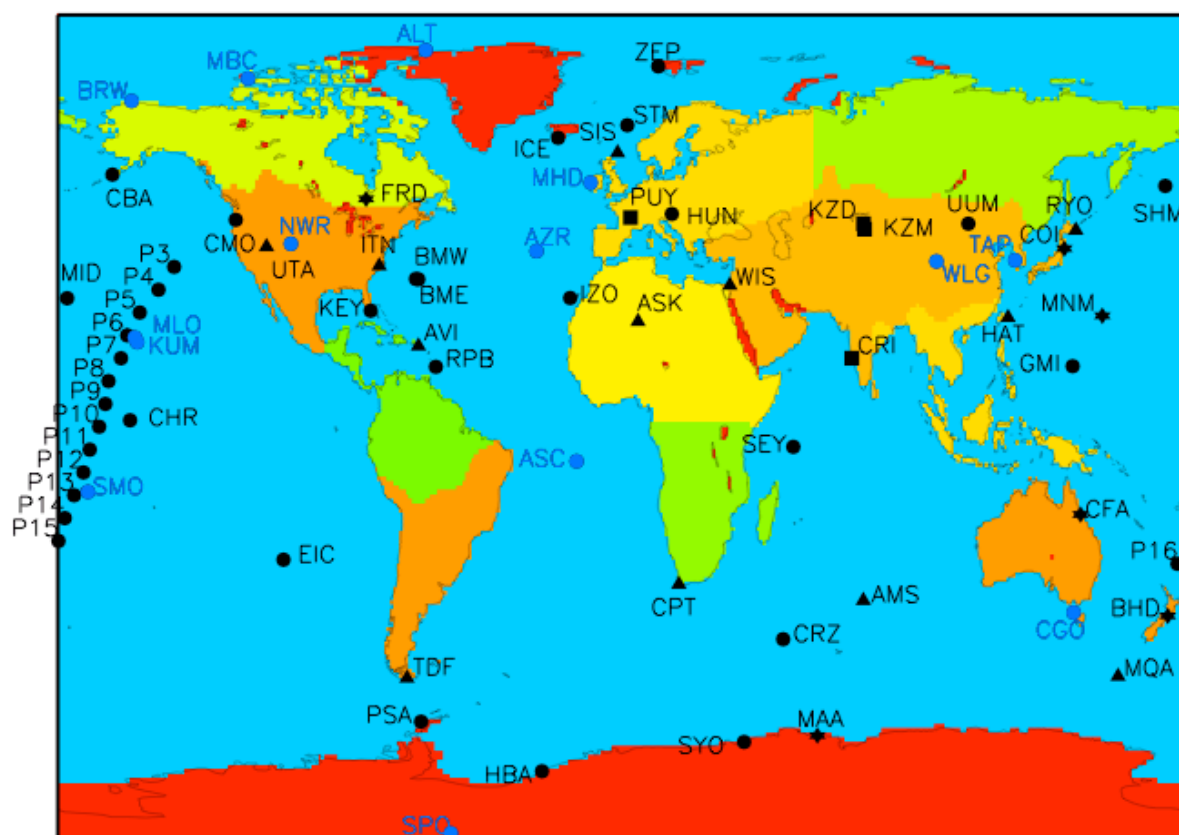 ALT
ZEP
MBC
BRW
STM
SIS
ICE
CBA
MHD
FRD
PUY
HUN
KZD
KZM
UUM
RYO
SHM
COI
CMO
NWR
ITN
UTA
AZR
TAP
WLG
P3
BMW
BME
MID
P4
KEY
IZO
ASK
WIS
MNM
P5
P6
MLO
KUM
AVI
HAT
P7
RPB
CRI
GMI
P8
P9
P10
CHR
P11
P12
SEY
ASC
P13
SMO
P14
P15
CFA
EIC
P16
CPT
AMS
BHD
CGO
CRZ
TDF
MQA
PSA
MAA
SYO
HBA
SPO